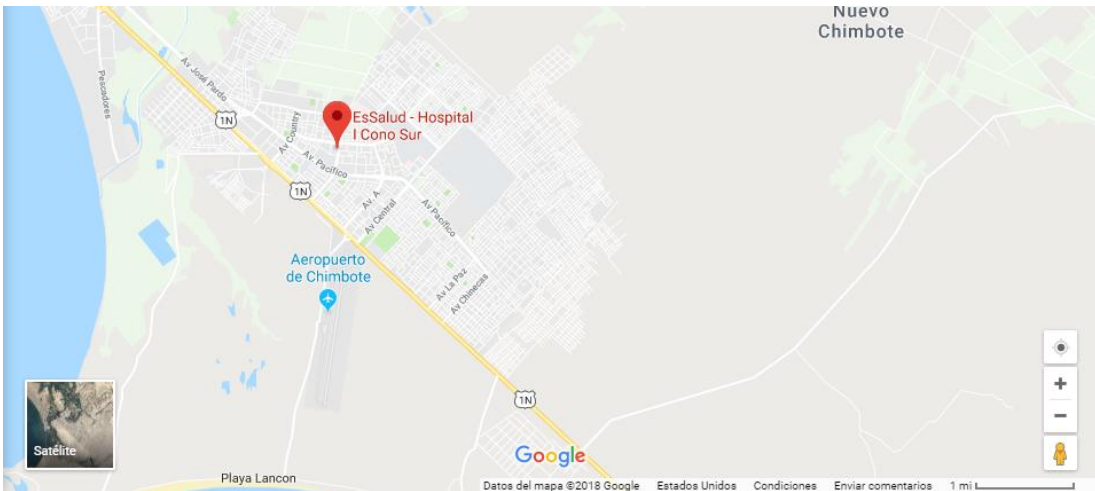 Nuevo
Chimbote
Av José Pardo
Pescadores
1N
Av Country
EsSalud - Hospital
I Cono Sur
Av. Pacífico
1N
Av. A
Av Central
Av Pacífico
Aeropuerto
de Chimbote
Av La Paz
Av Chinecas
1N
Satélite
Google
Playa Lancon
Datos del mapa ©2018 Google Estados Unidos Condiciones Enviar comentarios 1 mi